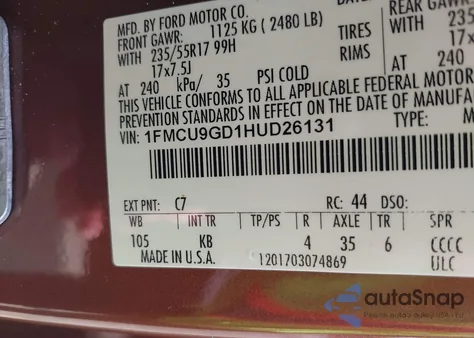 MFD. BY FORD MOTOR CO.
FRONT GAWR: 1125 KG ( 2480 LB)
WITH 235/55R17 99H
17x7.5J
AT 240 kPa/ 35 PSI COLD
REAR GAWR:
WITH 235
RIMS 17x
AT 240
THIS VEHICLE CONFORMS TO ALL APPLICABLE FEDERAL MOTOR
PREVENTION STANDARDS IN EFFECT ON THE DATE OF MANUFA
VIN: 1FMCU9GD1HUD26131
TYPE: M
EXT PNT: C7 RC: 44 DSO:
WB INT TR TP/PS R AXLE TR SPR
105 KB 4 35 6 CCCC
MADE IN U.S.A. 1201703074869 ULC
autoSnap